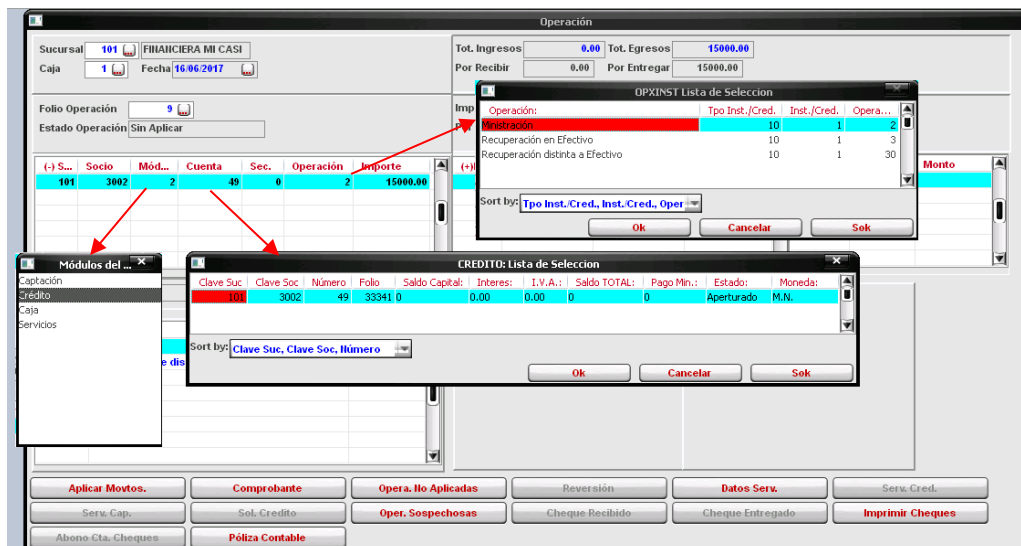 Operación
Sucursal 101 ... FINANCIERA MI CASI
Caja 1 ... Fecha 16/06/2017 ...
Tot. Ingresos 0.00 Tot. Egresos 15000.00
Por Recibir 0.00 Por Entregar 15000.00
Folio Operación 9 ...
Estado Operación Sin Aplicar
Imp
OPXINST Lista de Seleccion
Operación: Tpo Inst./Cred. Inst./Cred. Opera...
Ministración 10 1 2
Recuperación en Efectivo 10 1 3
Recuperación distinta a Efectivo 10 1 30
Sort by: Tpo Inst./Cred., Inst./Cred., Oper
Ok Cancelar Sok
(-) S... Socio Mód... Cuenta Sec. Operación Importe
101 3002 2 49 0 2 15000.00
Monto
Módulos del ...
Captación
Crédito
Caja
Servicios
CREDITO: Lista de Seleccion
Clave Suc Clave Soc Número Folio Saldo Capital: Interes: I.V.A.: Saldo TOTAL: Pago Min.: Estado: Moneda:
101 3002 49 33341 0 0.00 0.00 0 0 Aperturado M.N.
Sort by: Clave Suc, Clave Soc, Número
Ok Cancelar Sok
e dis
Aplicar Movtos. Comprobante Opera. No Aplicadas Reversión Datos Serv. Serv. Cred.
Serv. Cap. Sol. Credito Oper. Sospechosas Cheque Recibido Cheque Entregado Imprimir Cheques
Abono Cta. Cheques Póliza Contable